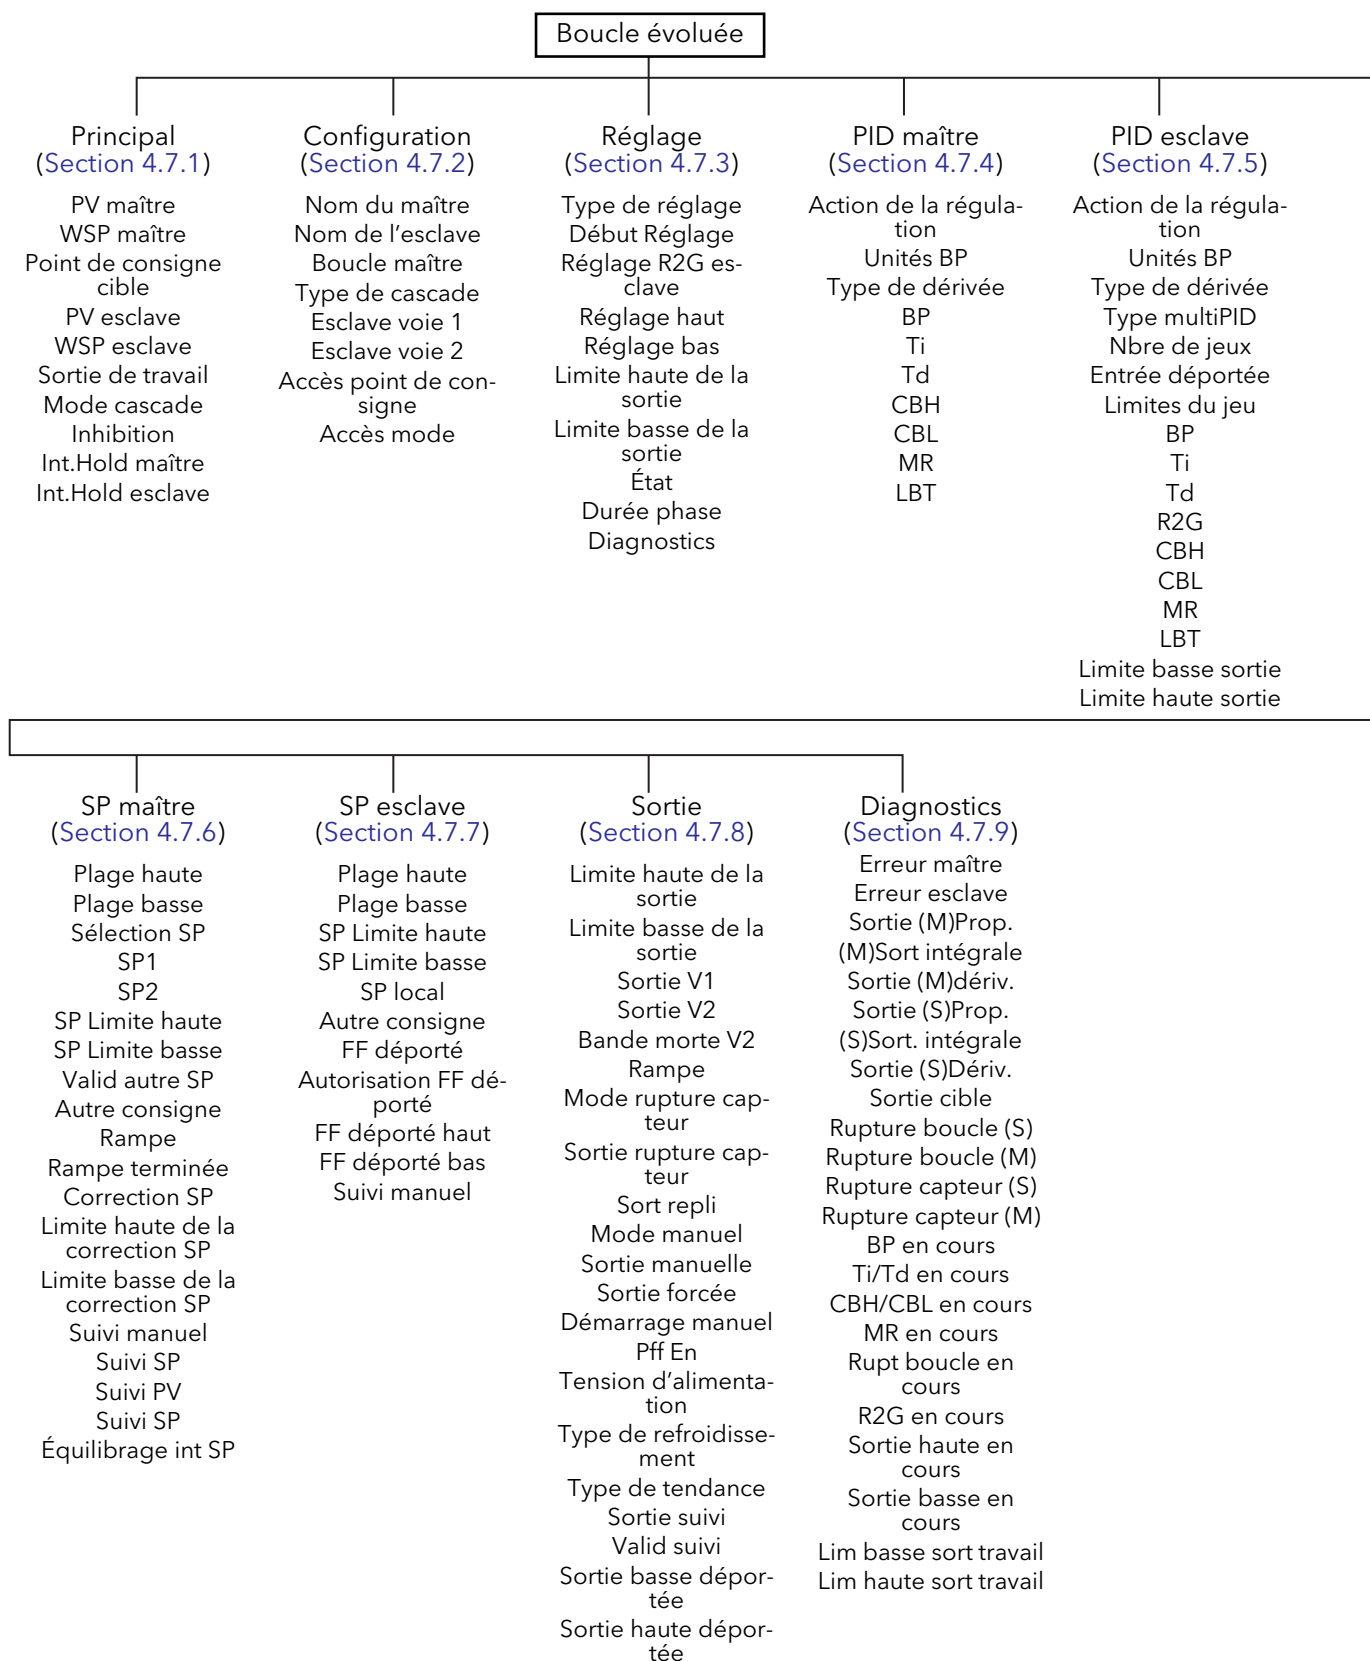 Boucle évoluée
Principal
(Section 4.7.1)
PV maître
WSP maître
Point de consigne
cible
PV esclave
WSP esclave
Sortie de travail
Mode cascade
Inhibition
Int.Hold maître
Int.Hold esclave
Configuration
(Section 4.7.2)
Nom du maître
Nom de l’esclave
Boucle maître
Type de cascade
Esclave voie 1
Esclave voie 2
Accès point de con-
signe
Accès mode
Réglage
(Section 4.7.3)
Type de réglage
Début Réglage
Réglage R2G es-
clave
Réglage haut
Réglage bas
Limite haute de la
sortie
Limite basse de la
sortie
État
Durée phase
Diagnostics
PID maître
(Section 4.7.4)
Action de la régula-
tion
Unités BP
Type de dérivée
BP
Ti
Td
CBH
CBL
MR
LBT
PID esclave
(Section 4.7.5)
Action de la régula-
tion
Unités BP
Type de dérivée
Type multiPID
Nbre de jeux
Entrée déportée
Limites du jeu
BP
Ti
Td
R2G
CBH
CBL
MR
LBT
Limite basse sortie
Limite haute sortie
SP maître
(Section 4.7.6)
Plage haute
Plage basse
Sélection SP
SP1
SP2
SP Limite haute
SP Limite basse
Valid autre SP
Autre consigne
Rampe
Rampe terminée
Correction SP
Limite haute de la
correction SP
Limite basse de la
correction SP
Suivi manuel
Suivi SP
Suivi PV
Suivi SP
Équilibrage int SP
SP esclave
(Section 4.7.7)
Plage haute
Plage basse
SP Limite haute
SP Limite basse
SP local
Autre consigne
FF déporté
Autorisation FF dé-
porté
FF déporté haut
FF déporté bas
Suivi manuel
Sortie
(Section 4.7.8)
Limite haute de la
sortie
Limite basse de la
sortie
Sortie V1
Sortie V2
Bande morte V2
Rampe
Mode rupture cap-
teur
Sortie rupture cap-
teur
Sort repli
Mode manuel
Sortie manuelle
Sortie forcée
Démarrage manuel
Pff En
Tension d’alimenta-
tion
Type de refroidisse-
ment
Type de tendance
Sortie suivi
Valid suivi
Sortie basse dépor-
tée
Sortie haute dépor-
tée
Diagnostics
(Section 4.7.9)
Erreur maître
Erreur esclave
Sortie (M)Prop.
(M)Sort intégrale
Sortie (M)dériv.
Sortie (S)Prop.
(S)Sort. intégrale
Sortie (S)Dériv.
Sortie cible
Rupture boucle (S)
Rupture boucle (M)
Rupture capteur (S)
Rupture capteur (M)
BP en cours
Ti/Td en cours
CBH/CBL en cours
MR en cours
Rupt boucle en
cours
R2G en cours
Sortie haute en
cours
Sortie basse en
cours
Lim basse sort travail
Lim haute sort travail